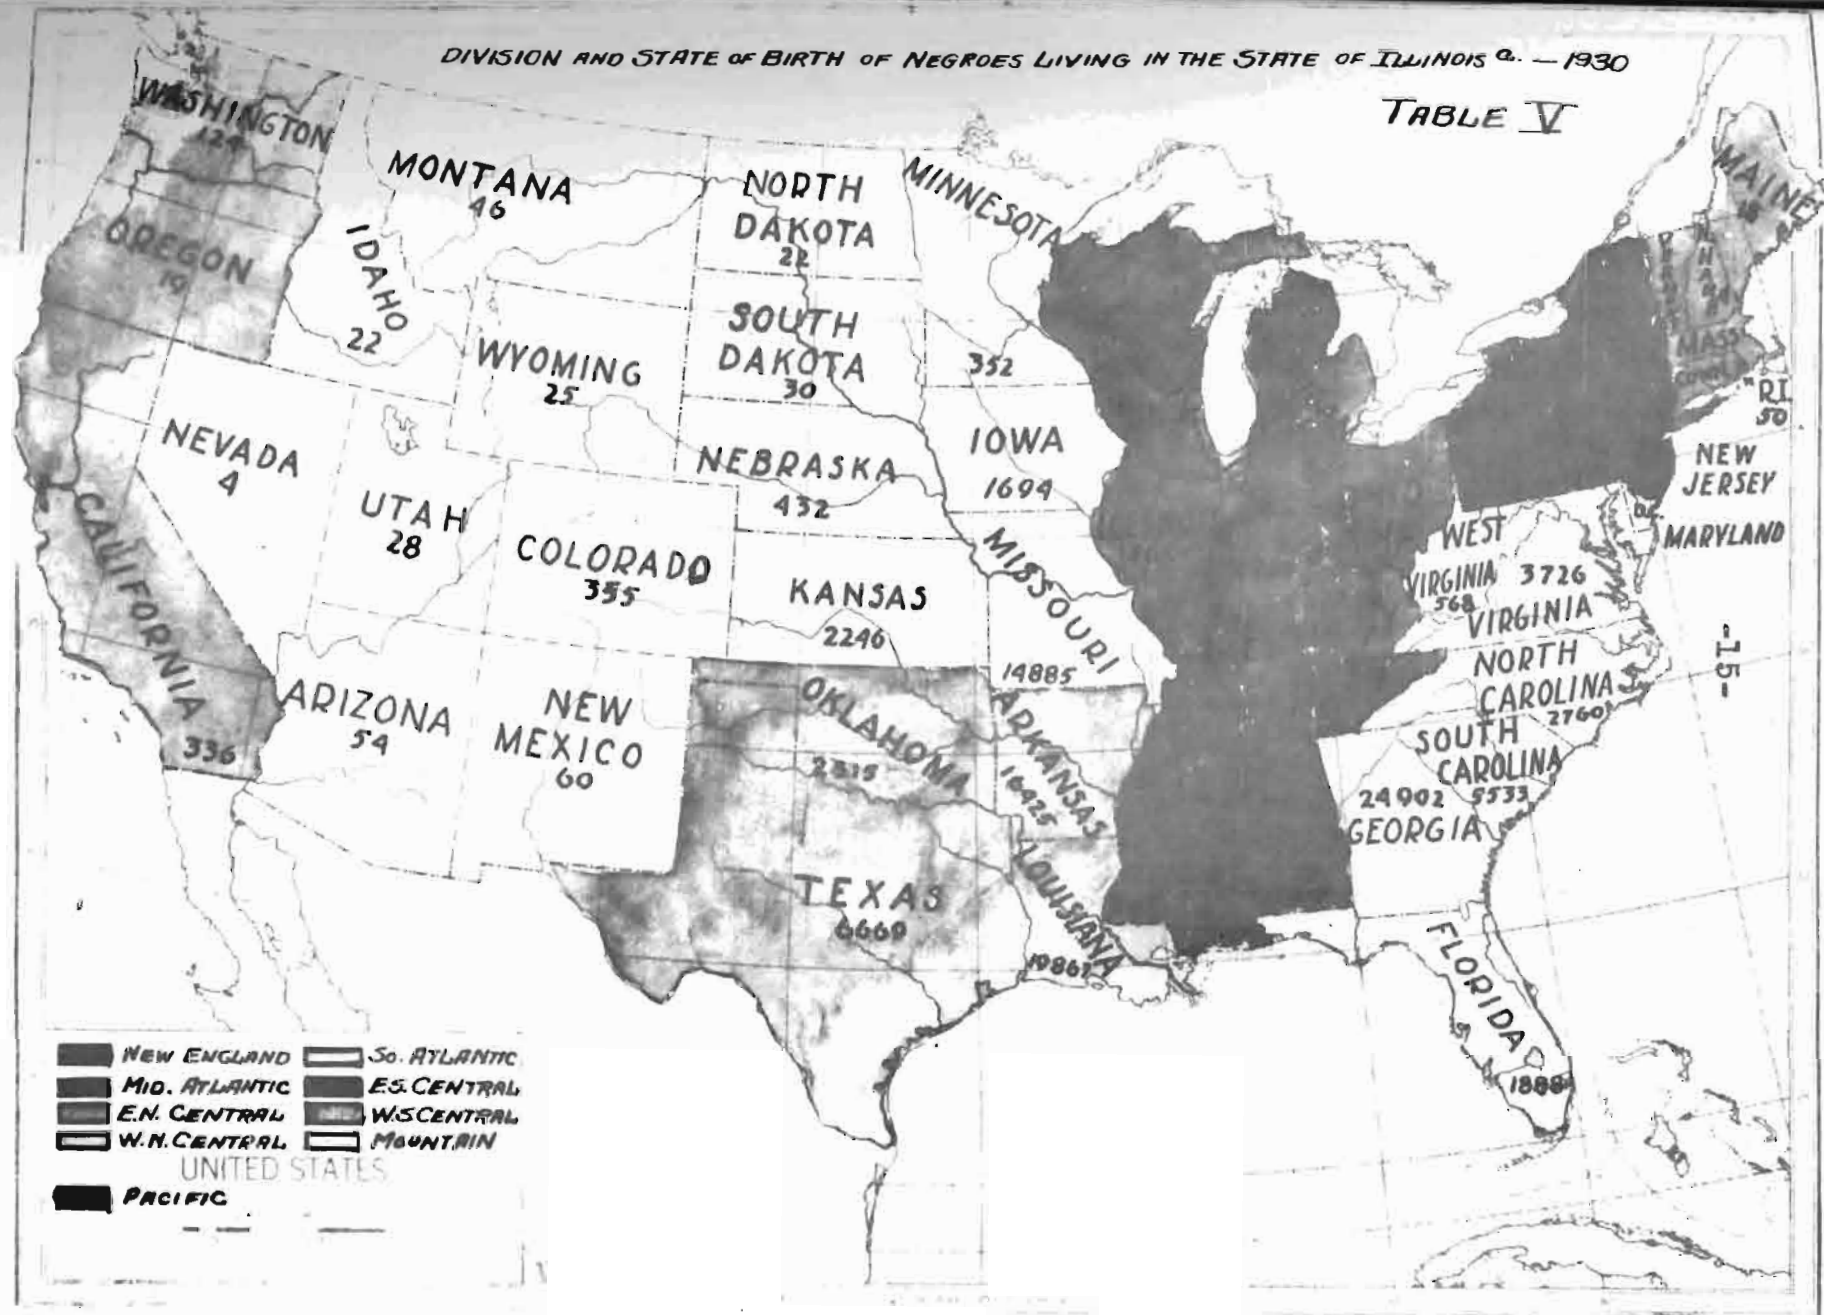 DIVISION AND STATE OF BIRTH OF NEGROES LIVING IN THE STATE OF ILLINOIS a. — 1930
TABLE V
WASHINGTON
OREGON
19
CALIFORNIA
336
MONTANA
46
IDAHO
22
NEVADA
4
UTAH
28
ARIZONA
54
WYOMING
25
COLORADO
355
NEW
MEXICO
60
NORTH
DAKOTA
22
SOUTH
DAKOTA
30
NEBRASKA
432
KANSAS
2246
OKLAHOMA
2315
TEXAS
6669
MINNESOTA
352
IOWA
1694
MISSOURI
14885
ARKANSAS
16425
LOUISIANA
MAINE
MASS
R.I.
50
NEW
JERSEY
D.C.
MARYLAND
WEST
VIRGINIA
568
3726
VIRGINIA
NORTH
CAROLINA
2760
SOUTH
CAROLINA
5533
24902
GEORGIA
FLORIDA
1888
-15-
NEW ENGLAND
SO. ATLANTIC
MID. ATLANTIC
E.S. CENTRAL
E.N. CENTRAL
W.S CENTRAL
W.N. CENTRAL
MOUNTAIN
UNITED STATES
PACIFIC